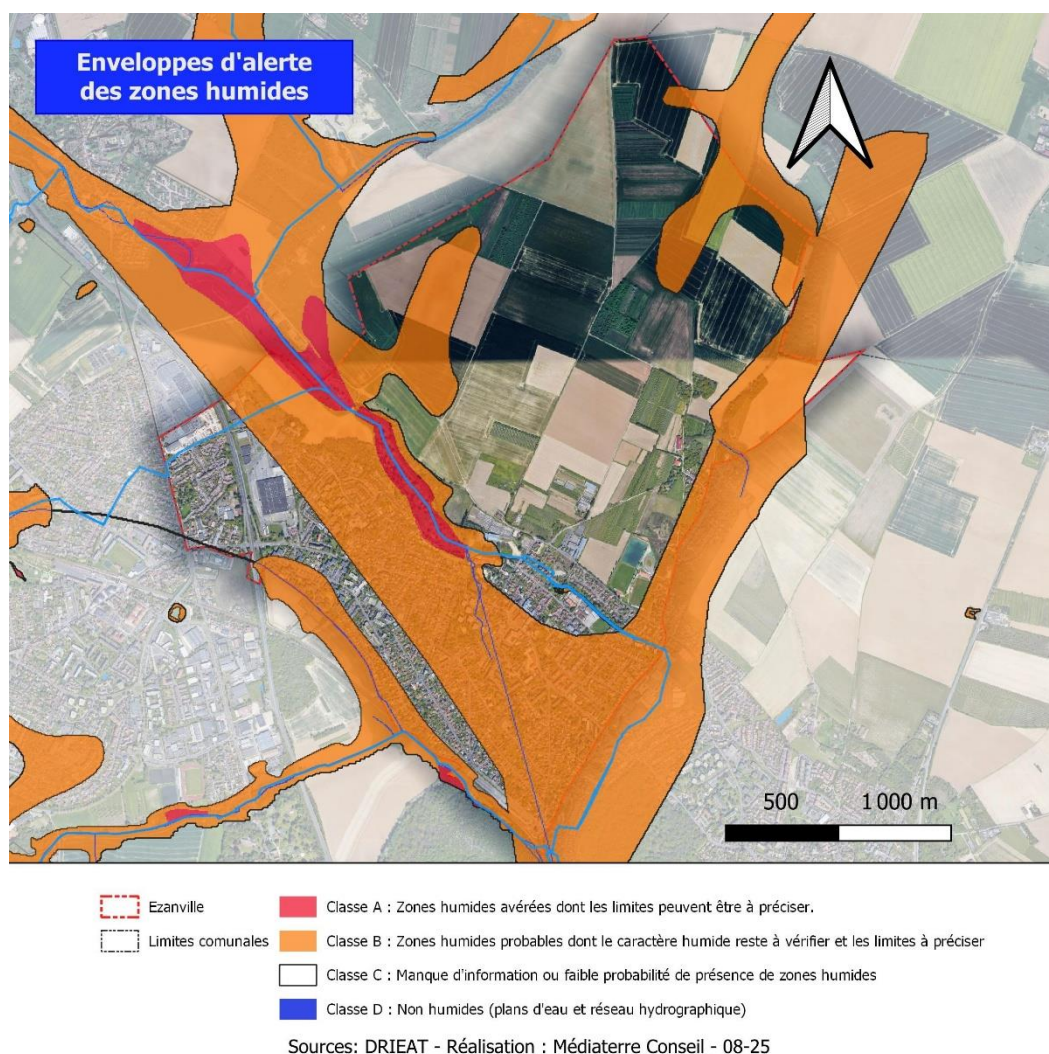 Enveloppes d'alerte
des zones humides
500 1 000 m
Ezanville
Limites comunales
Classe A : Zones humides avérées dont les limites peuvent être à préciser.
Classe B : Zones humides probables dont le caractère humide reste à vérifier et les limites à préciser
Classe C : Manque d'information ou faible probabilité de présence de zones humides
Classe D : Non humides (plans d'eau et réseau hydrographique)
Sources: DRIEAT - Réalisation : Médiaterre Conseil - 08-25